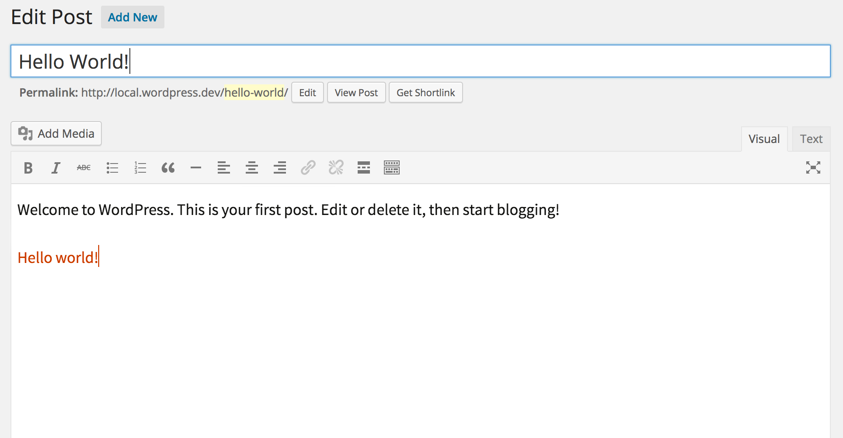 Edit Post Add New
Hello World!
Permalink: http://local.wordpress.dev/hello-world/ Edit View Post Get Shortlink
Add Media Visual Text
B I ABC
Welcome to WordPress. This is your first post. Edit or delete it, then start blogging!
Hello world!